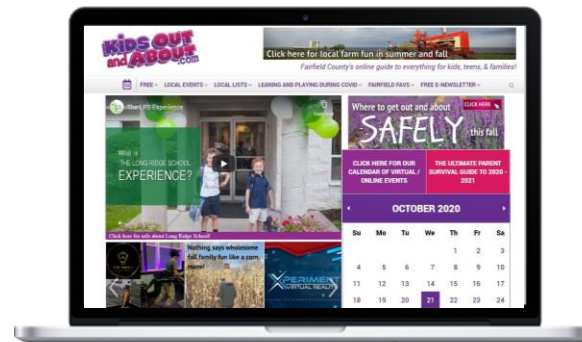 KIDS OUT
and ABOUT
.com
Click here for local farm fun in summer and fall
Fairfield County's online guide to everything for kids, teens, & families!
FREE LOCAL EVENTS LOCAL LISTS LEANING AND PLAYING DURING COVID FAIRFIELD FAVS FREE E-NEWSLETTER
The LRS Experience
What is
THE LONG RIDGE SCHOOL
EXPERIENCE?
Click here for info about Long Ridge School!
Where to get out and about
CLICK HERE
SAFELY this fall
CLICK HERE FOR OUR
CALENDAR OF VIRTUAL /
ONLINE EVENTS
THE ULTIMATE PARENT
SURVIVAL GUIDE TO 2020 -
2021
OCTOBER 2020
Su Mo Tu We Th Fr Sa
1 2 3
4 5 6 7 8 9 10
11 12 13 14 15 16 17
18 19 20 21 22 23 24
Nothing says wholesome
fall family fun like a corn
maze!
XPERIMENT
VIRTUAL REALITY